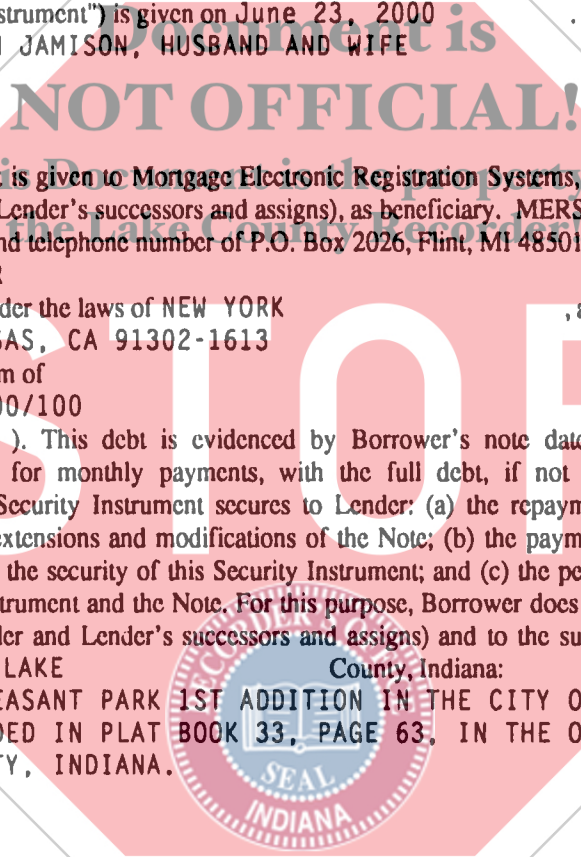 strument") is given on June 23, 2000
JAMISON, HUSBAND AND WIFE
Document is
NOT OFFICIAL!
is Document is the property
the Lake County Recorder!
is given to Mortgage Electronic Registration Systems,
Lender's successors and assigns), as beneficiary. MERS
nd telephone number of P.O. Box 2026, Flint, MI 48501
R
der the laws of NEW YORK , a
SAS, CA 91302-1613
m of
00/100
STOP
). This debt is evidenced by Borrower's note date
for monthly payments, with the full debt, if not
Security Instrument secures to Lender: (a) the repaym
extensions and modifications of the Note; (b) the paym
the security of this Security Instrument; and (c) the pe
trument and the Note. For this purpose, Borrower does
der and Lender's successors and assigns) and to the su
LAKE County, Indiana:
EASANT PARK 1ST ADDITION IN THE CITY O
DED IN PLAT BOOK 33, PAGE 63, IN THE O
TY, INDIANA.
RECORDER'S OF
SEAL
INDIANA